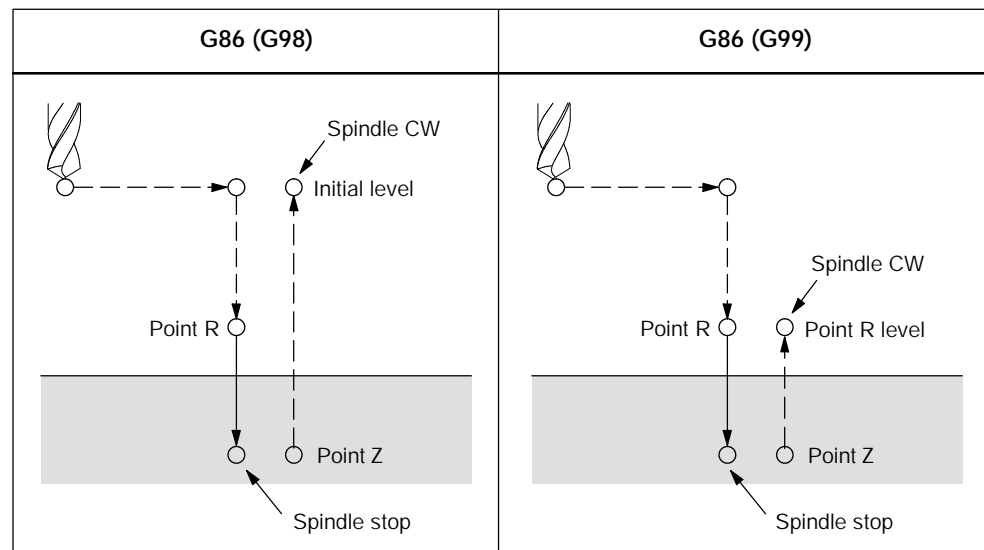 G86 (G98)
G86 (G99)
Spindle CW
Initial level
Point R
Point Z
Spindle stop
Spindle CW
Point R
Point R level
Point Z
Spindle stop